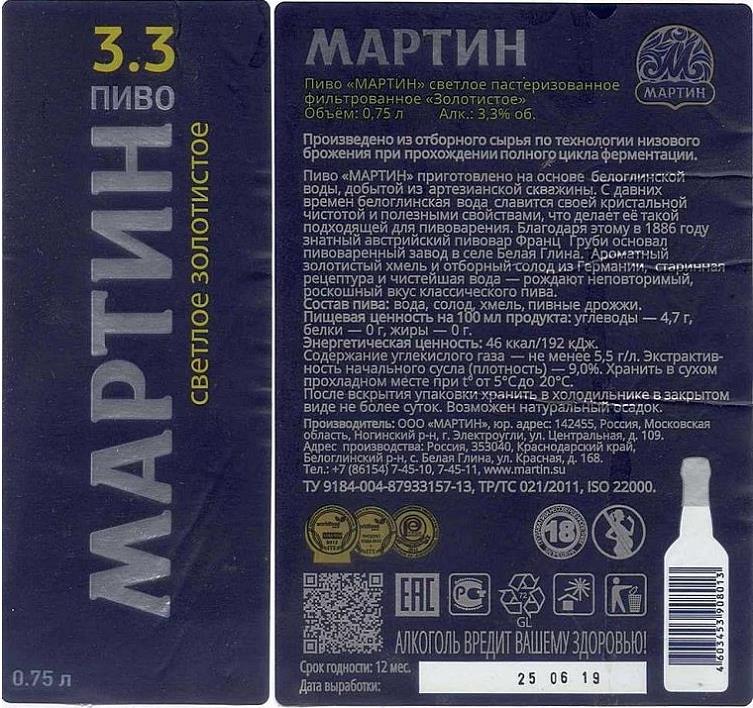 3.3
ПИВО
МАРТИН
светлое золотистое
0.75 л
МАРТИН
МАРТИН
Пиво «МАРТИН» светлое пастеризованное
фильтрованное «Золотистое»
Объём: 0,75 л Алк.: 3,3% об.
Произведено из отборного сырья по технологии низового
брожения при прохождении полного цикла ферментации.
Пиво «МАРТИН» приготовлено на основе белоглинской
воды, добытой из артезианской скважины. С давних
времен белоглинская вода славится своей кристальной
чистотой и полезными свойствами, что делает её такой
подходящей для пивоварения. Благодаря этому в 1886 году
знатный австрийский пивовар Франц Груби основал
пивоваренный завод в селе Белая Глина. Ароматный
золотистый хмель и отборный солод из Германии, старинная
рецептура и чистейшая вода — рождают неповторимый,
роскошный вкус классического пива.
Состав пива: вода, солод, хмель, пивные дрожжи.
Пищевая ценность на 100 мл продукта: углеводы — 4,7 г,
белки — 0 г, жиры — 0 г.
Энергетическая ценность: 46 ккал/192 кДж.
Содержание углекислого газа — не менее 5,5 г/л. Экстрактив-
ность начального сусла (плотность) — 9,0%. Хранить в сухом
прохладном месте при t° от 5°С до 20°С.
После вскрытия упаковки хранить в холодильнике в закрытом
виде не более суток. Возможен натуральный осадок.
Производитель: ООО «МАРТИН», юр. адрес: 142455, Россия, Московская
область, Ногинский р-н, г. Электроугли, ул. Центральная, д. 109.
Адрес производства: Россия, 353040, Краснодарский край,
Белоглинский р-н, с. Белая Глина, ул. Красная, д. 168.
Тел.: +7 (86154) 7-45-10, 7-45-11, www.martin.su
ТУ 9184-004-87933157-13, ТР/ТС 021/2011, ISO 22000.
18
EAC
72
GL
АЛКОГОЛЬ ВРЕДИТ ВАШЕМУ ЗДОРОВЬЮ!
Срок годности: 12 мес.
Дата выработки: 25 06 19
4 603453 908013